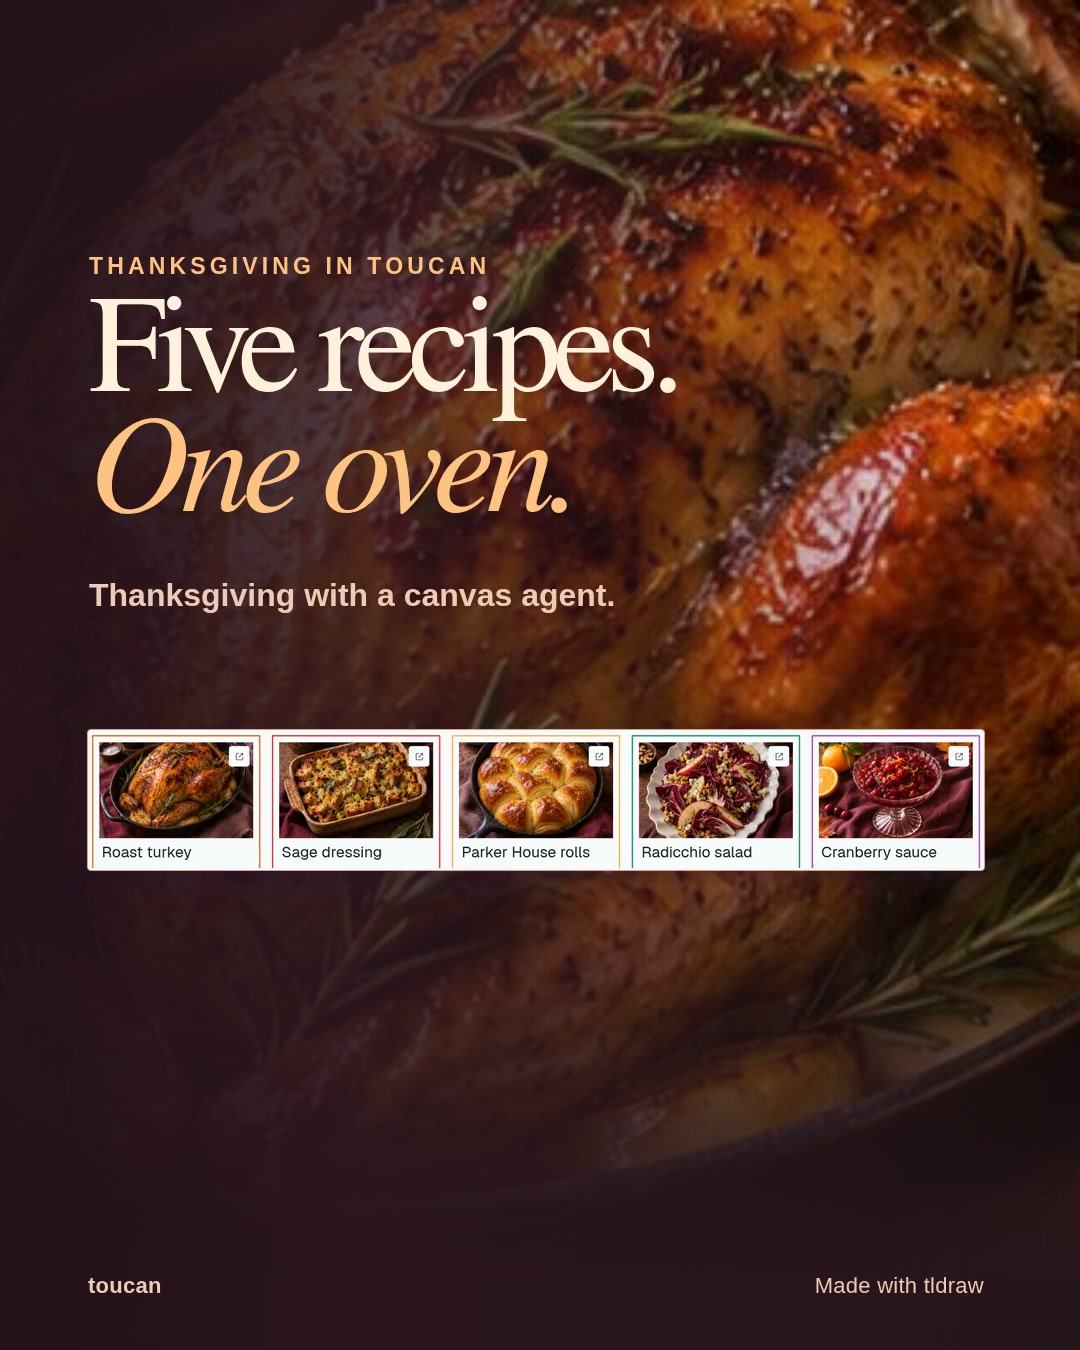 THANKSGIVING IN TOUCAN
Five recipes.
One oven.
Thanksgiving with a canvas agent.
Roast turkey
Sage dressing
Parker House rolls
Radicchio salad
Cranberry sauce
toucan
Made with tldraw